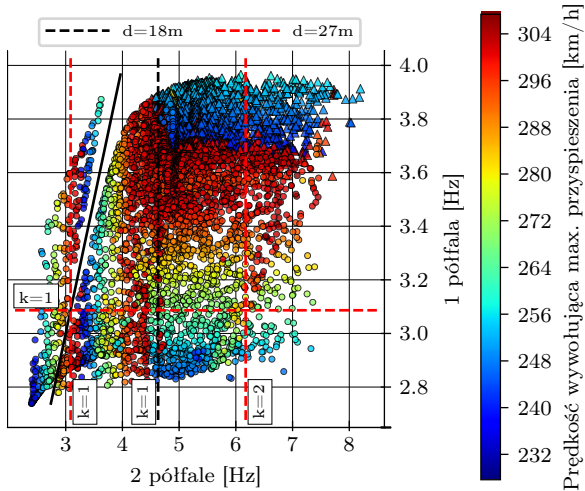 d=18m
d=27m
4.0
3.8
3.6
3.4
3.2
3.0
2.8
1 półfala [Hz]
k=1
k=1
k=1
k=2
3
4
5
6
7
8
2 półfale [Hz]
304
296
288
280
272
264
256
248
240
232
Prędkość wywołująca max. przyspieszenia [km/h]